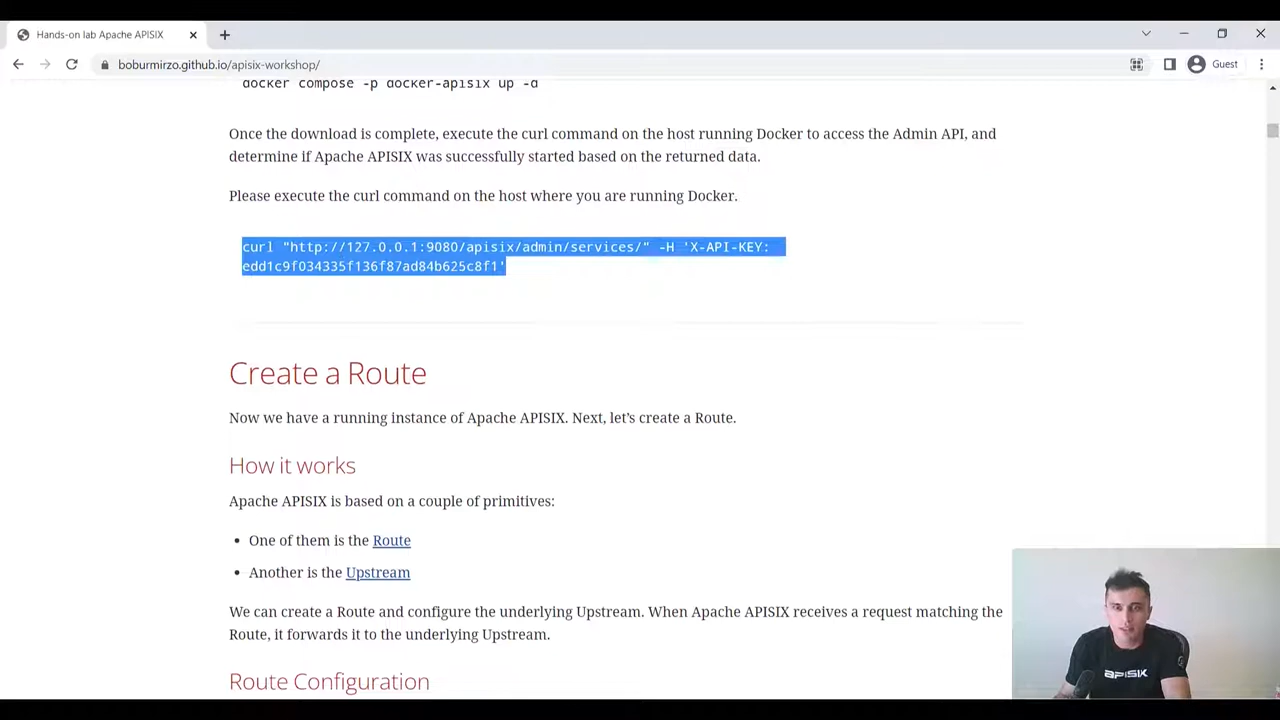 Hands-on lab Apache APISIX
boburmirzo.github.io/apisix-workshop/
Guest
docker compose -p docker-apisix up -d
Once the download is complete, execute the curl command on the host running Docker to access the Admin API, and
determine if Apache APISIX was successfully started based on the returned data.
Please execute the curl command on the host where you are running Docker.
curl "http://127.0.0.1:9080/apisix/admin/services/" -H 'X-API-KEY:
edd1c9f034335f136f87ad84b625c8f1'
Create a Route
Now we have a running instance of Apache APISIX. Next, let’s create a Route.
How it works
Apache APISIX is based on a couple of primitives:
• One of them is the Route
• Another is the Upstream
We can create a Route and configure the underlying Upstream. When Apache APISIX receives a request matching the
Route, it forwards it to the underlying Upstream.
APISIX
Route Configuration